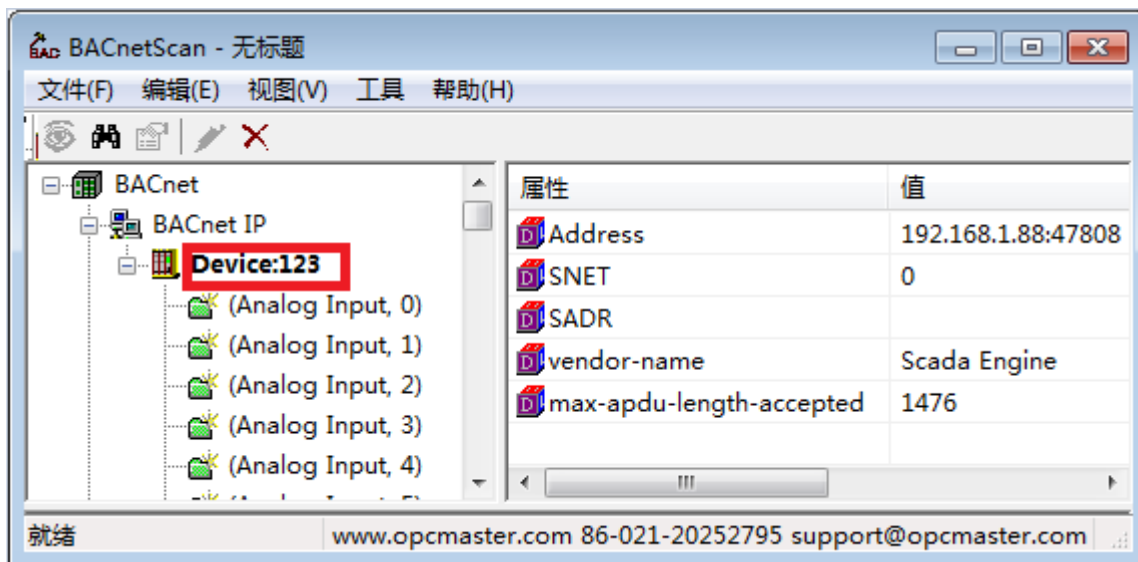 BACnetScan - 无标题
文件(F) 编辑(E) 视图(V) 工具 帮助(H)
BACnet
BACnet IP
Device:123
(Analog Input, 0)
(Analog Input, 1)
(Analog Input, 2)
(Analog Input, 3)
(Analog Input, 4)
属性 值
Address 192.168.1.88:47808
SNET 0
SADR
vendor-name Scada Engine
max-apdu-length-accepted 1476
就绪 www.opcmaster.com 86-021-20252795 support@opcmaster.com